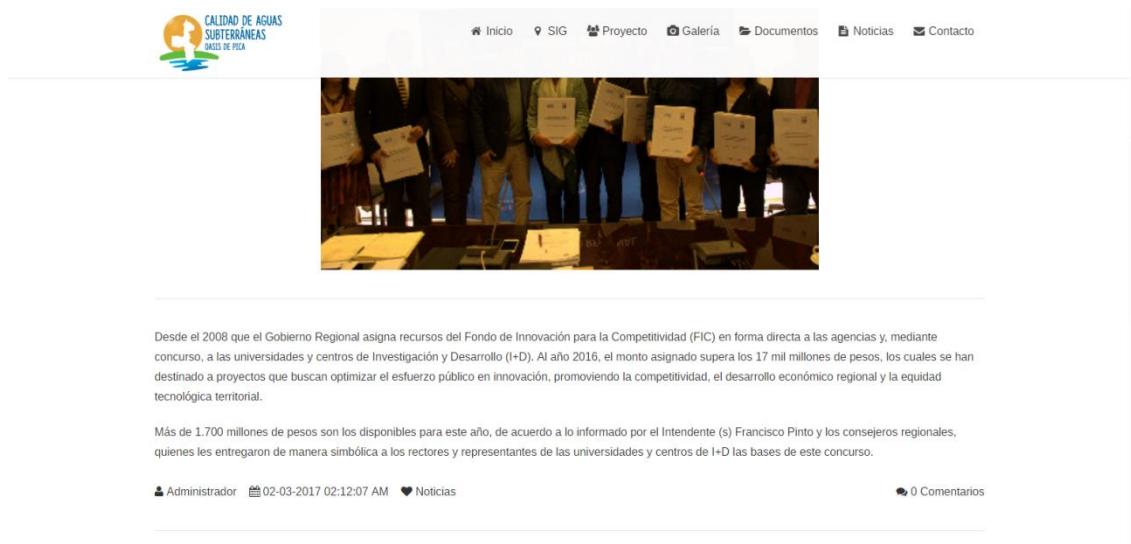 CALIDAD DE AGUAS
SUBTERRÁNEAS
OASIS DE PICA
Inicio SIG Proyecto Galería Documentos Noticias Contacto
Desde el 2008 que el Gobierno Regional asigna recursos del Fondo de Innovación para la Competitividad (FIC) en forma directa a las agencias y, mediante
concurso, a las universidades y centros de Investigación y Desarrollo (I+D). Al año 2016, el monto asignado supera los 17 mil millones de pesos, los cuales se han
destinado a proyectos que buscan optimizar el esfuerzo público en innovación, promoviendo la competitividad, el desarrollo económico regional y la equidad
tecnológica territorial.
Más de 1.700 millones de pesos son los disponibles para este año, de acuerdo a lo informado por el Intendente (s) Francisco Pinto y los consejeros regionales,
quienes les entregaron de manera simbólica a los rectores y representantes de las universidades y centros de I+D las bases de este concurso.
Administrador 02-03-2017 02:12:07 AM Noticias 0 Comentarios